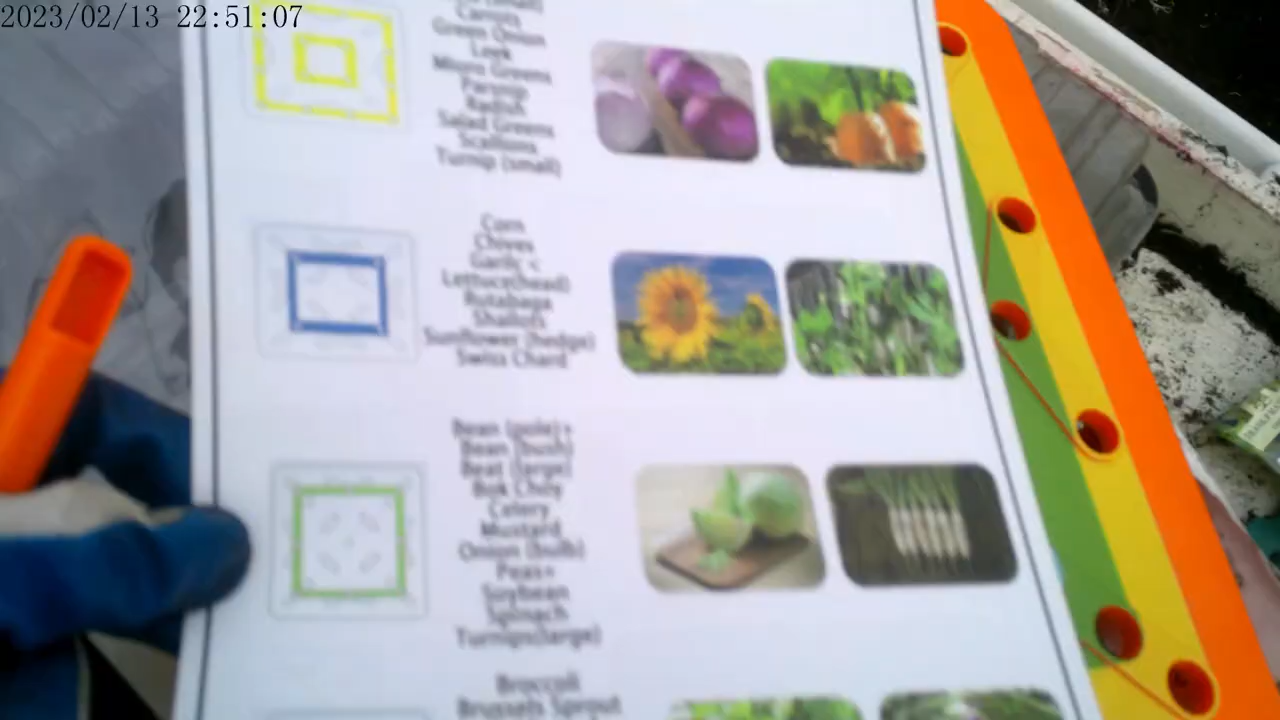 2023/02/13 22:51:07
Carrots
Green Onion
Leek
Micro Greens
Parsnip
Radish
Salad Greens
Scallions
Turnip (small)
Corn
Chives
Garlic <
Lettuce(head)
Rutabaga
Shallots
Sunflower (hedge)
Swiss Chard
Bean (pole)+
Bean (bush)
Beat (large)
Bok Choy
Celery
Mustard
Onion (bulb)
Peas+
Soybean
Spinach
Turnips(large)
Broccoli
Brussels Sprout